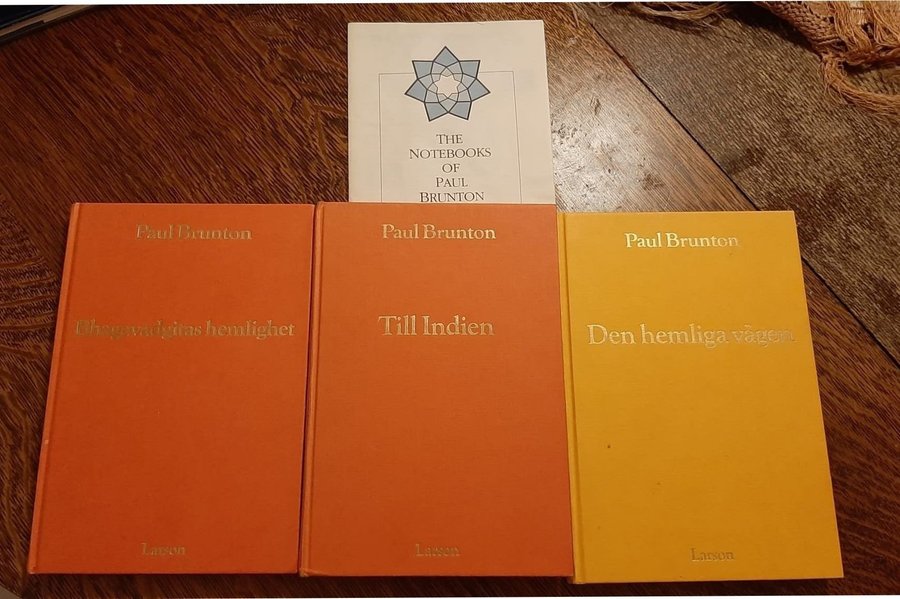 THE
NOTEBOOKS
OF
PAUL
BRUNTON
Paul Brunton
Bhagavadgitas hemlighet
Larson
Paul Brunton
Till Indien
Larson
Paul Brunton
Den hemliga vägen
Larson